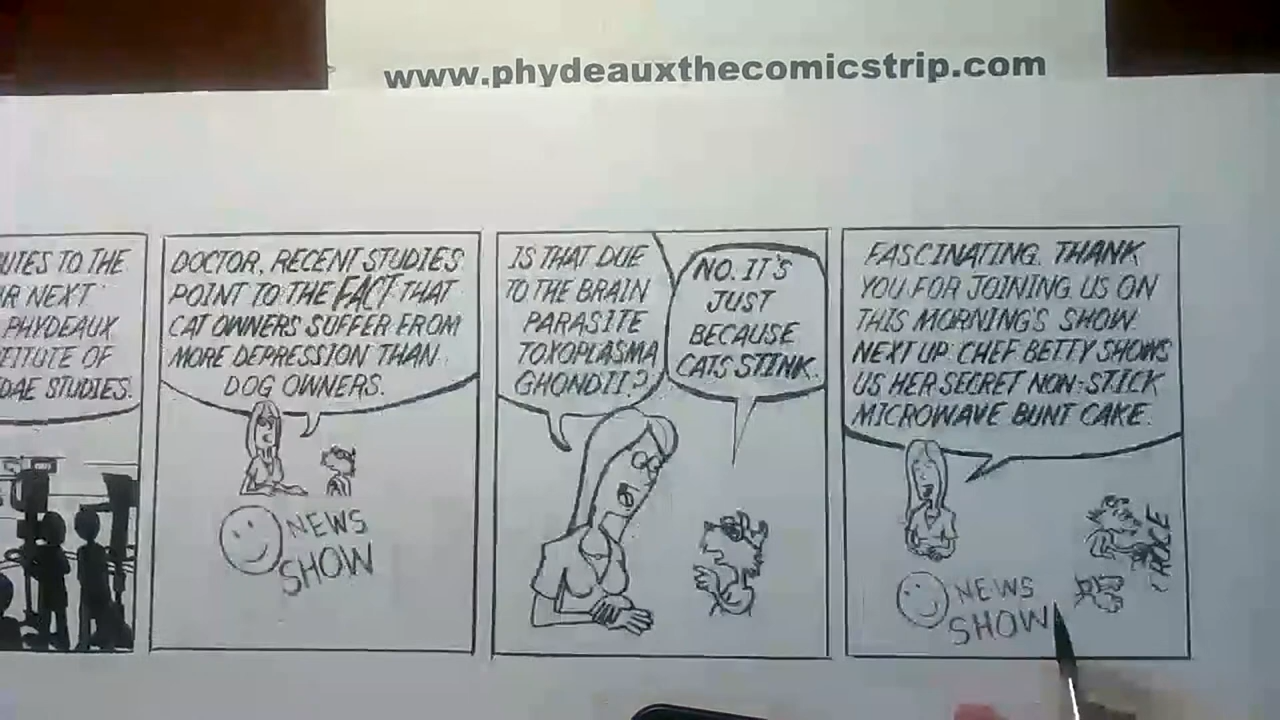 www.phydeauxthecomicstrip.com
UTES TO THE
R NEXT
PHYDEAUX
TITUTE OF
DAE STUDIES.
DOCTOR, RECENT STUDIES
POINT TO THE FACT THAT
CAT OWNERS SUFFER FROM
MORE DEPRESSION THAN
DOG OWNERS.
NEWS
SHOW
IS THAT DUE
TO THE BRAIN
PARASITE
TOXOPLASMA
GHONDII?
NO. IT'S
JUST
BECAUSE
CATS STINK.
FASCINATING. THANK
YOU FOR JOINING US ON
THIS MORNING'S SHOW.
NEXT UP: CHEF BETTY SHOWS
US HER SECRET NON-STICK
MICROWAVE BUNT CAKE.
NEWS
SHOW